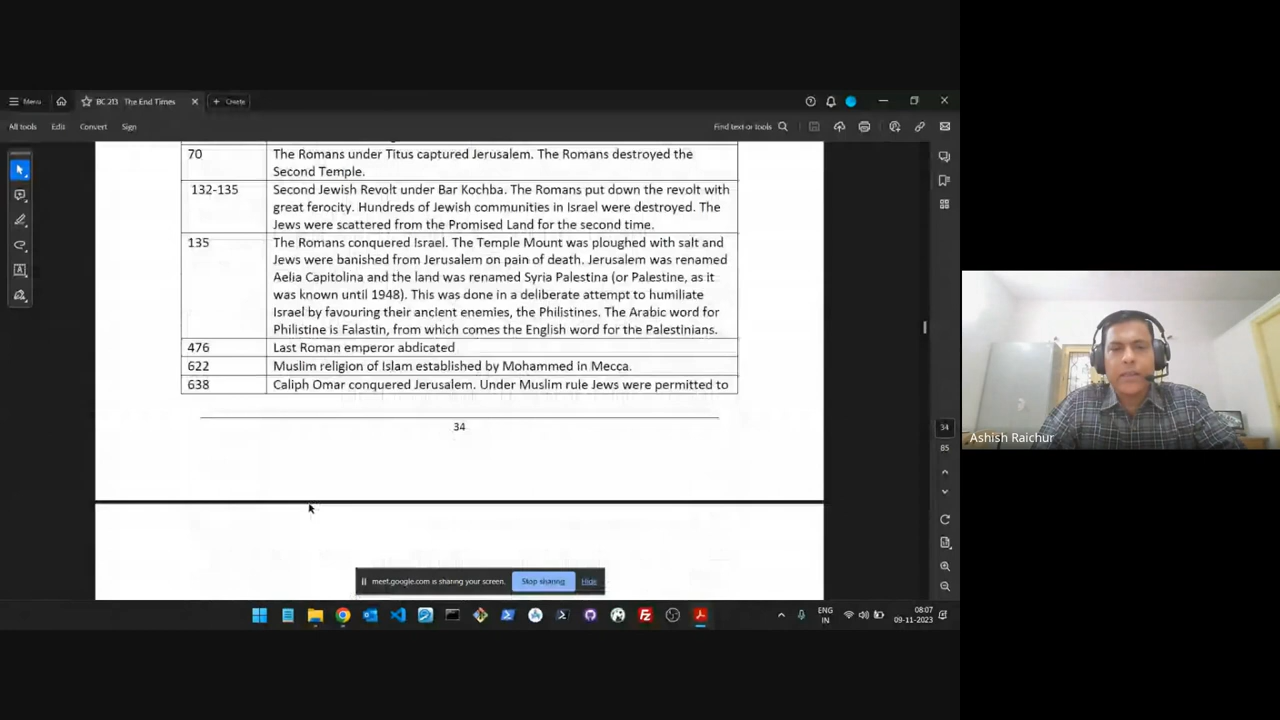 Menu
BC 213 The End Times
Create
All tools
Edit
Convert
Sign
Find text or tools
70
The Romans under Titus captured Jerusalem. The Romans destroyed the
Second Temple.
132-135
Second Jewish Revolt under Bar Kochba. The Romans put down the revolt with
great ferocity. Hundreds of Jewish communities in Israel were destroyed. The
Jews were scattered from the Promised Land for the second time.
135
The Romans conquered Israel. The Temple Mount was ploughed with salt and
Jews were banished from Jerusalem on pain of death. Jerusalem was renamed
Aelia Capitolina and the land was renamed Syria Palestina (or Palestine, as it
was known until 1948). This was done in a deliberate attempt to humiliate
Israel by favouring their ancient enemies, the Philistines. The Arabic word for
Philistine is Falastin, from which comes the English word for the Palestinians.
476
Last Roman emperor abdicated
622
Muslim religion of Islam established by Mohammed in Mecca.
638
Caliph Omar conquered Jerusalem. Under Muslim rule Jews were permitted to
34
34
85
Ashish Raichur
meet.google.com is sharing your screen.
Stop sharing
Hide
ENG
IN
08:07
09-11-2023